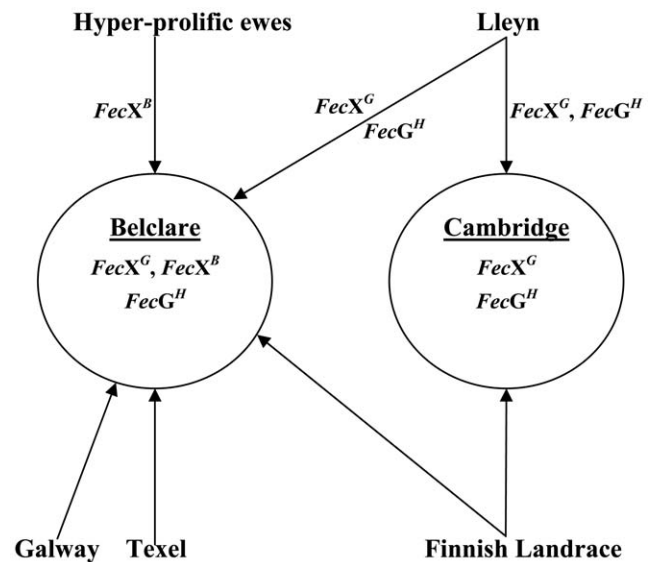 Hyper-prolific ewes
Lleyn
FecX^B
FecX^G
FecG^H
FecX^G, FecG^H
Belclare
FecX^G, FecX^B
FecG^H
Cambridge
FecX^G
FecG^H
Galway
Texel
Finnish Landrace